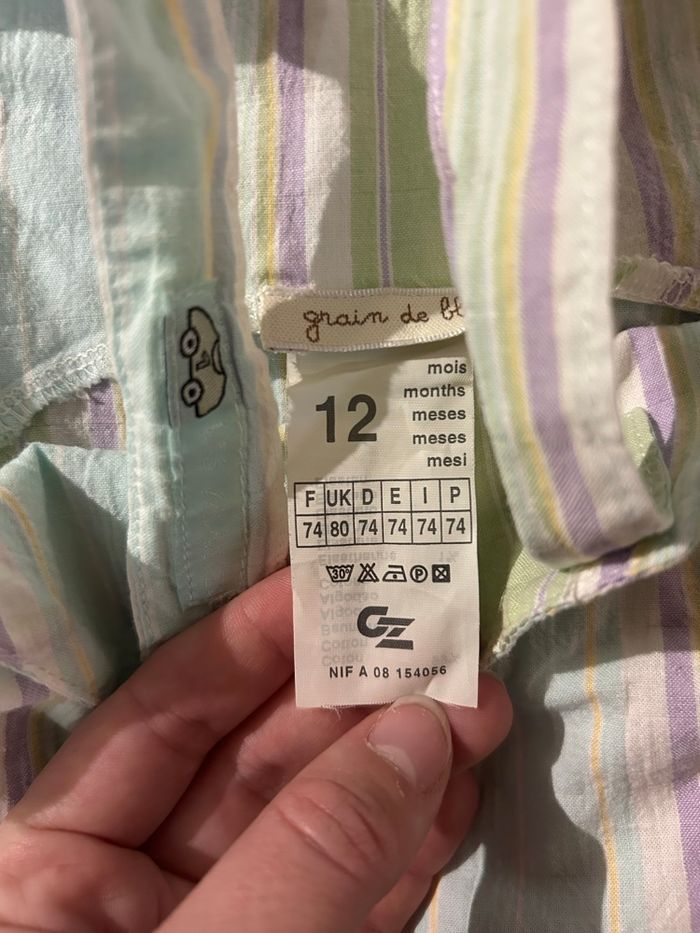 grain de bl
12
mois
months
meses
meses
mesi
F UK D E I P
74 80 74 74 74 74
30°
P
CZ
NIF A 08 154056